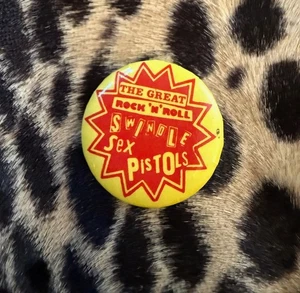 THE GREAT
ROCK 'N' ROLL
SWINDLE
SEX
PISTOLS